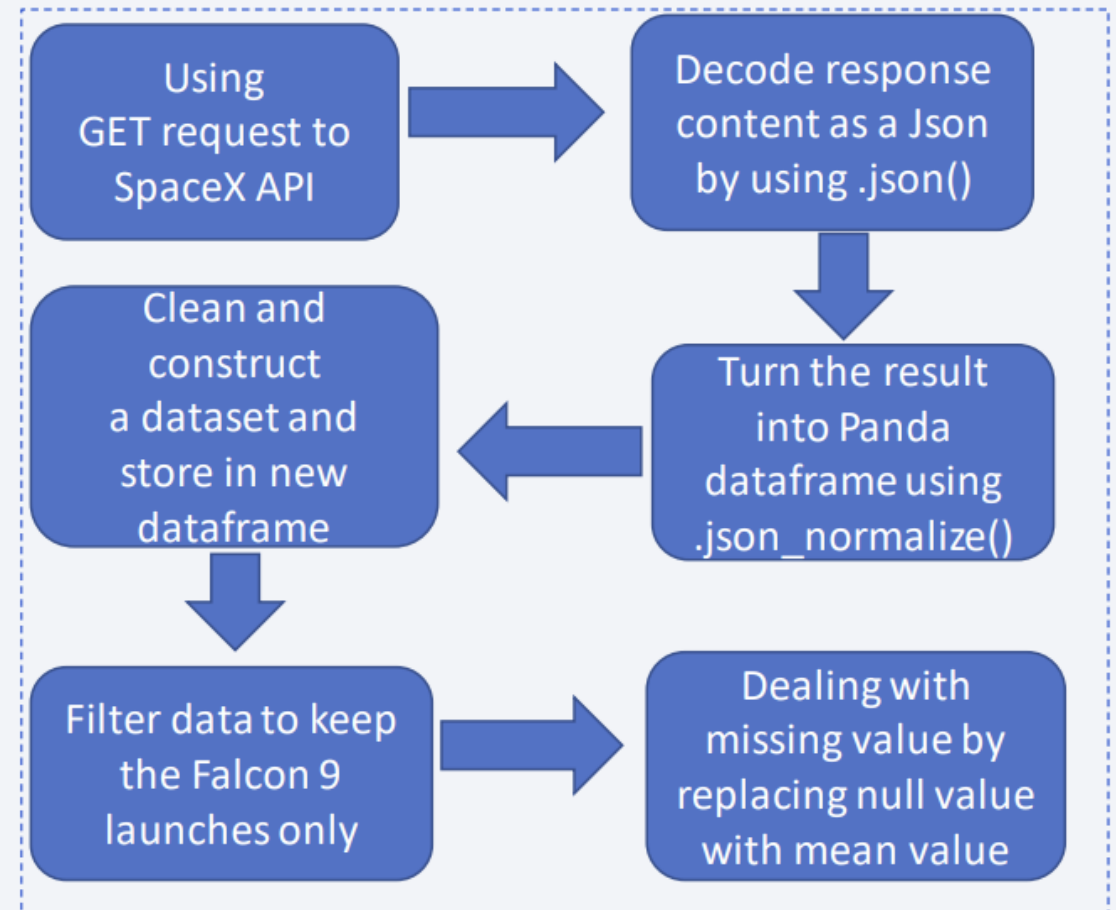 Using
GET request to
SpaceX API
Decode response
content as a Json
by using .json()
Turn the result
into Panda
dataframe using
.json_normalize()
Clean and
construct
a dataset and
store in new
dataframe
Filter data to keep
the Falcon 9
launches only
Dealing with
missing value by
replacing null value
with mean value